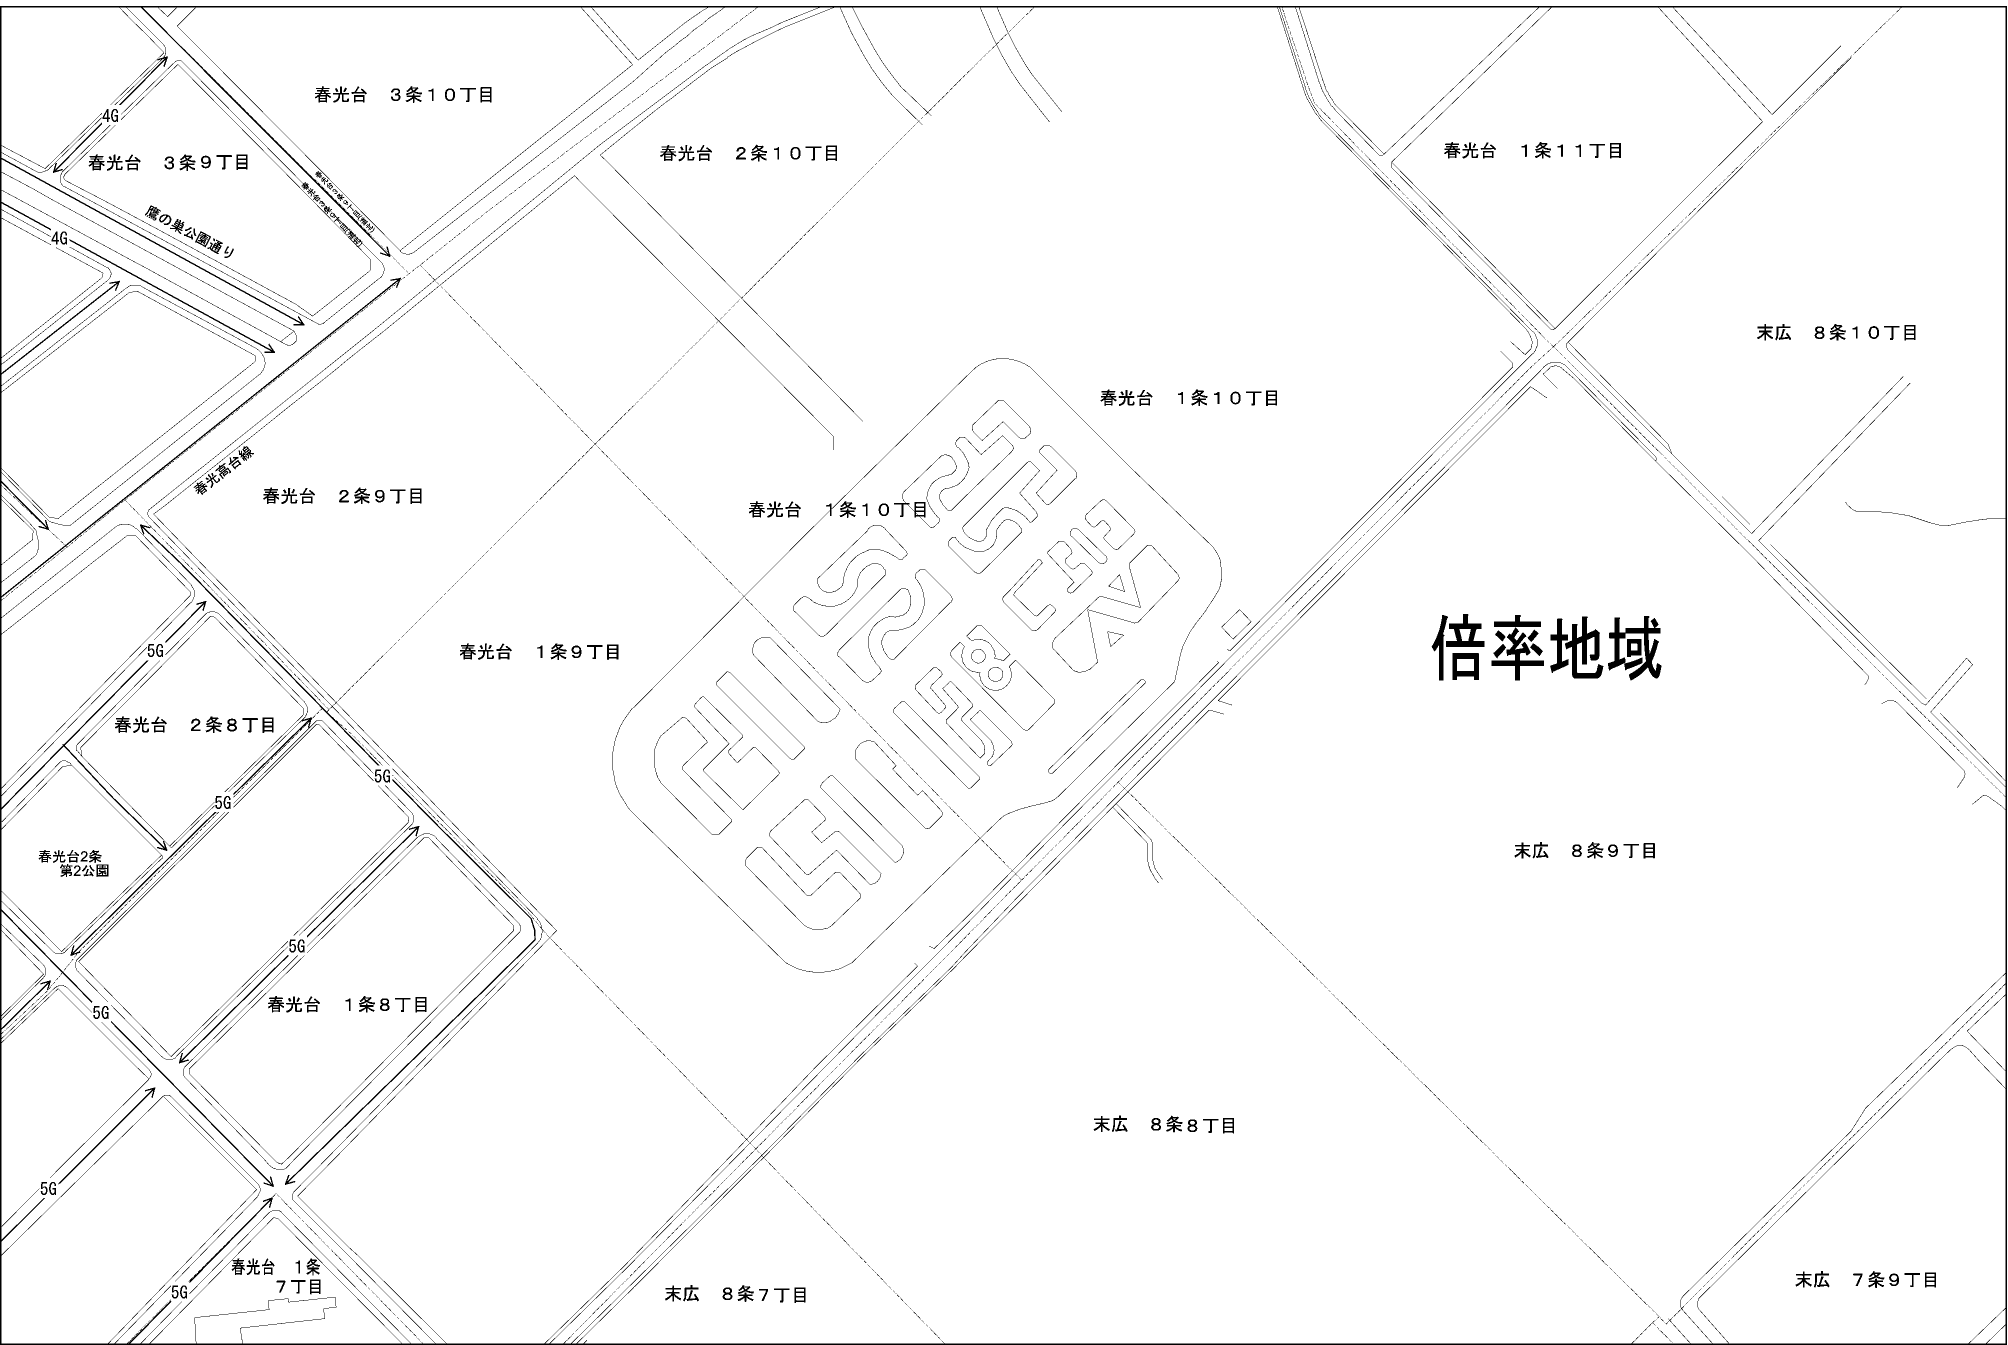 春光台　３条１０丁目
4G
春光台　２条１０丁目
春光台　１条１１丁目
春光台　３条９丁目
鷹の巣公園通り
4G
末広　８条１０丁目
春光台　１条１０丁目
春光高台線
春光台　２条９丁目
春光台　１条１０丁目
5G
春光台　１条９丁目
倍率地域
春光台　２条８丁目
5G
5G
春光台2条
第2公園
末広　８条９丁目
5G
春光台　１条８丁目
5G
末広　８条８丁目
5G
春光台　１条
７丁目
5G
末広　８条７丁目
末広　７条９丁目